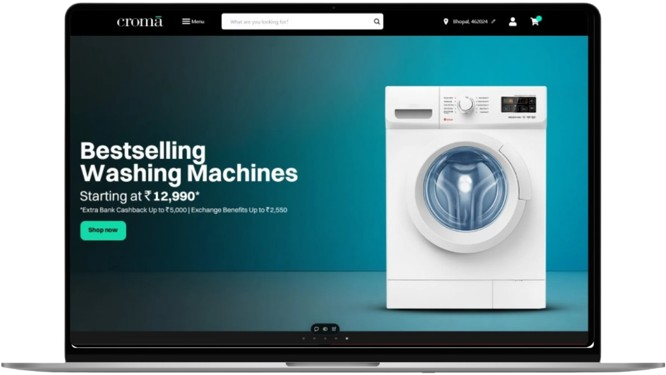 cromā
Menu
What are you looking for?
Bhopal, 462024
Bestselling
Washing Machines
Starting at ₹12,990*
*Extra Bank Cashback Up to ₹5,000 | Exchange Benefits Up to ₹2,550
Shop now